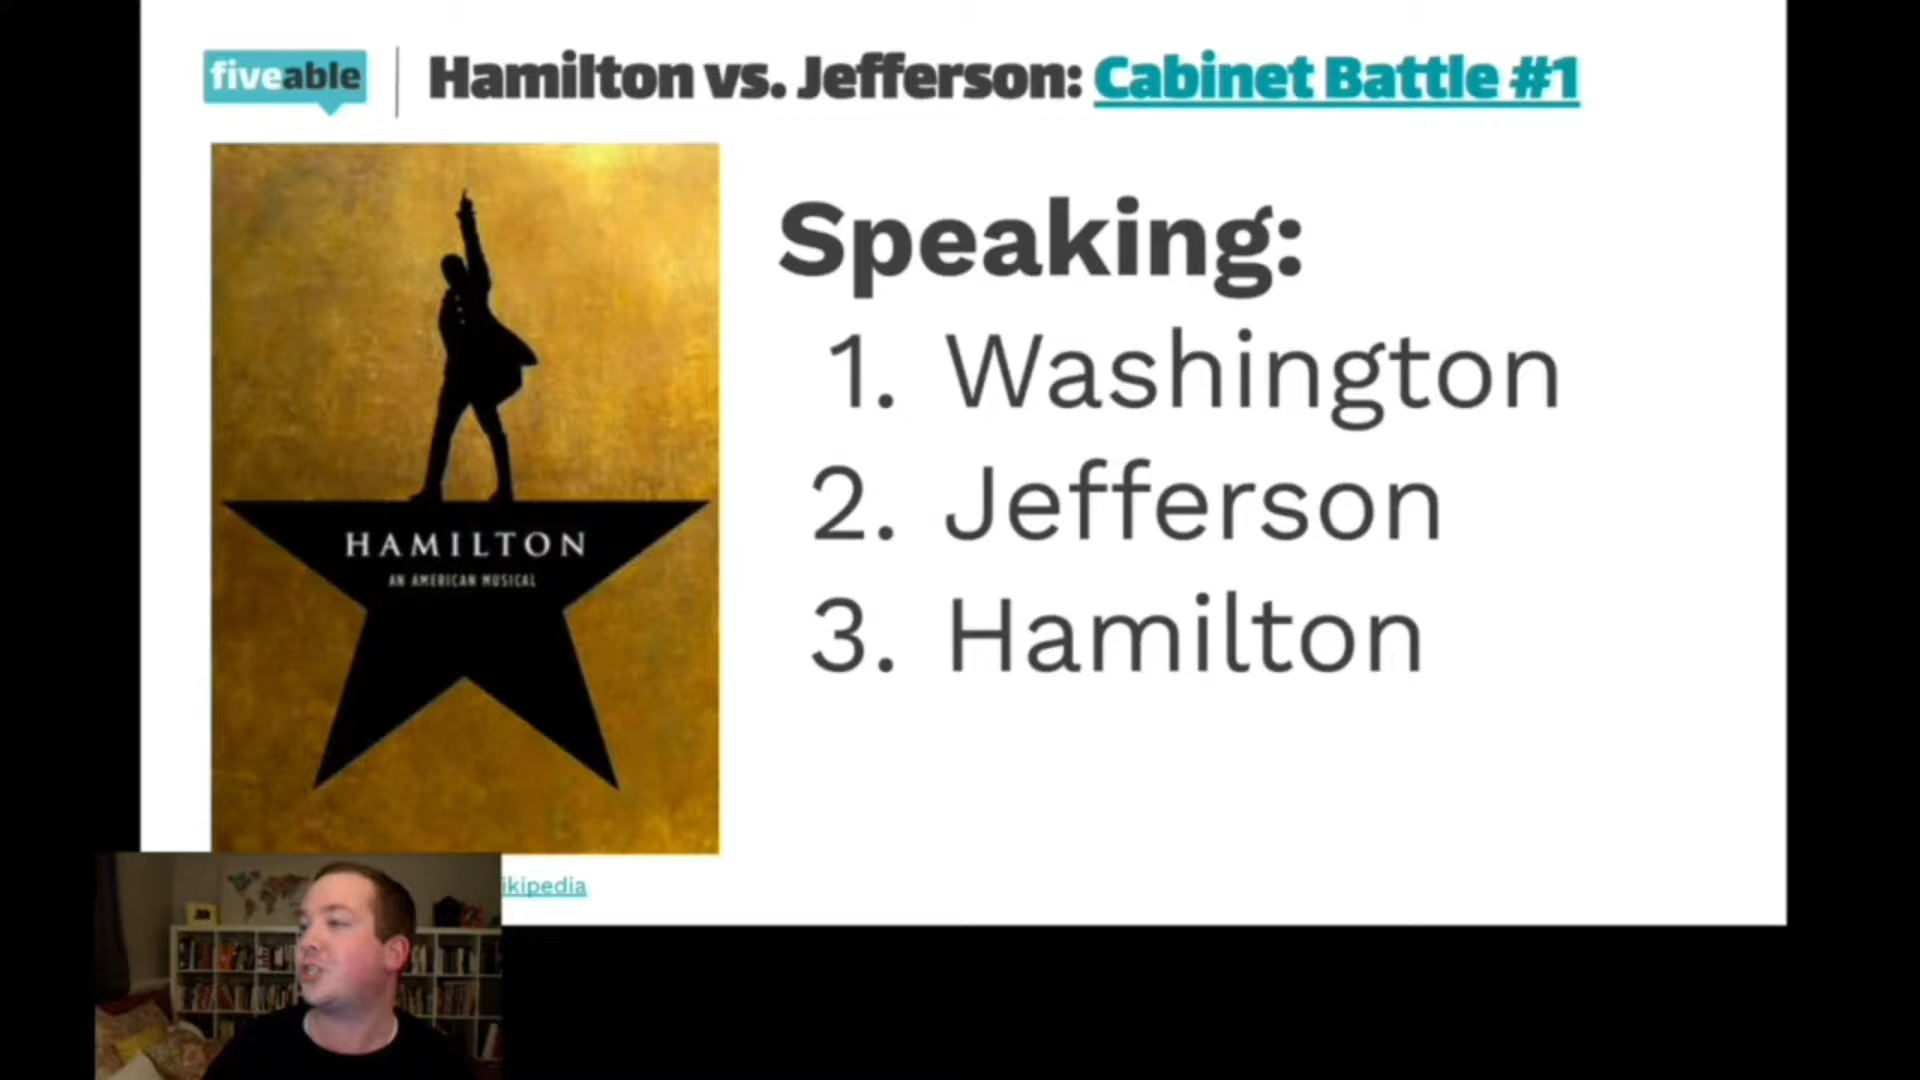 fiveable
Hamilton vs. Jefferson: Cabinet Battle #1
HAMILTON
AN AMERICAN MUSICAL
Speaking:
1. Washington
2. Jefferson
3. Hamilton
ikipedia